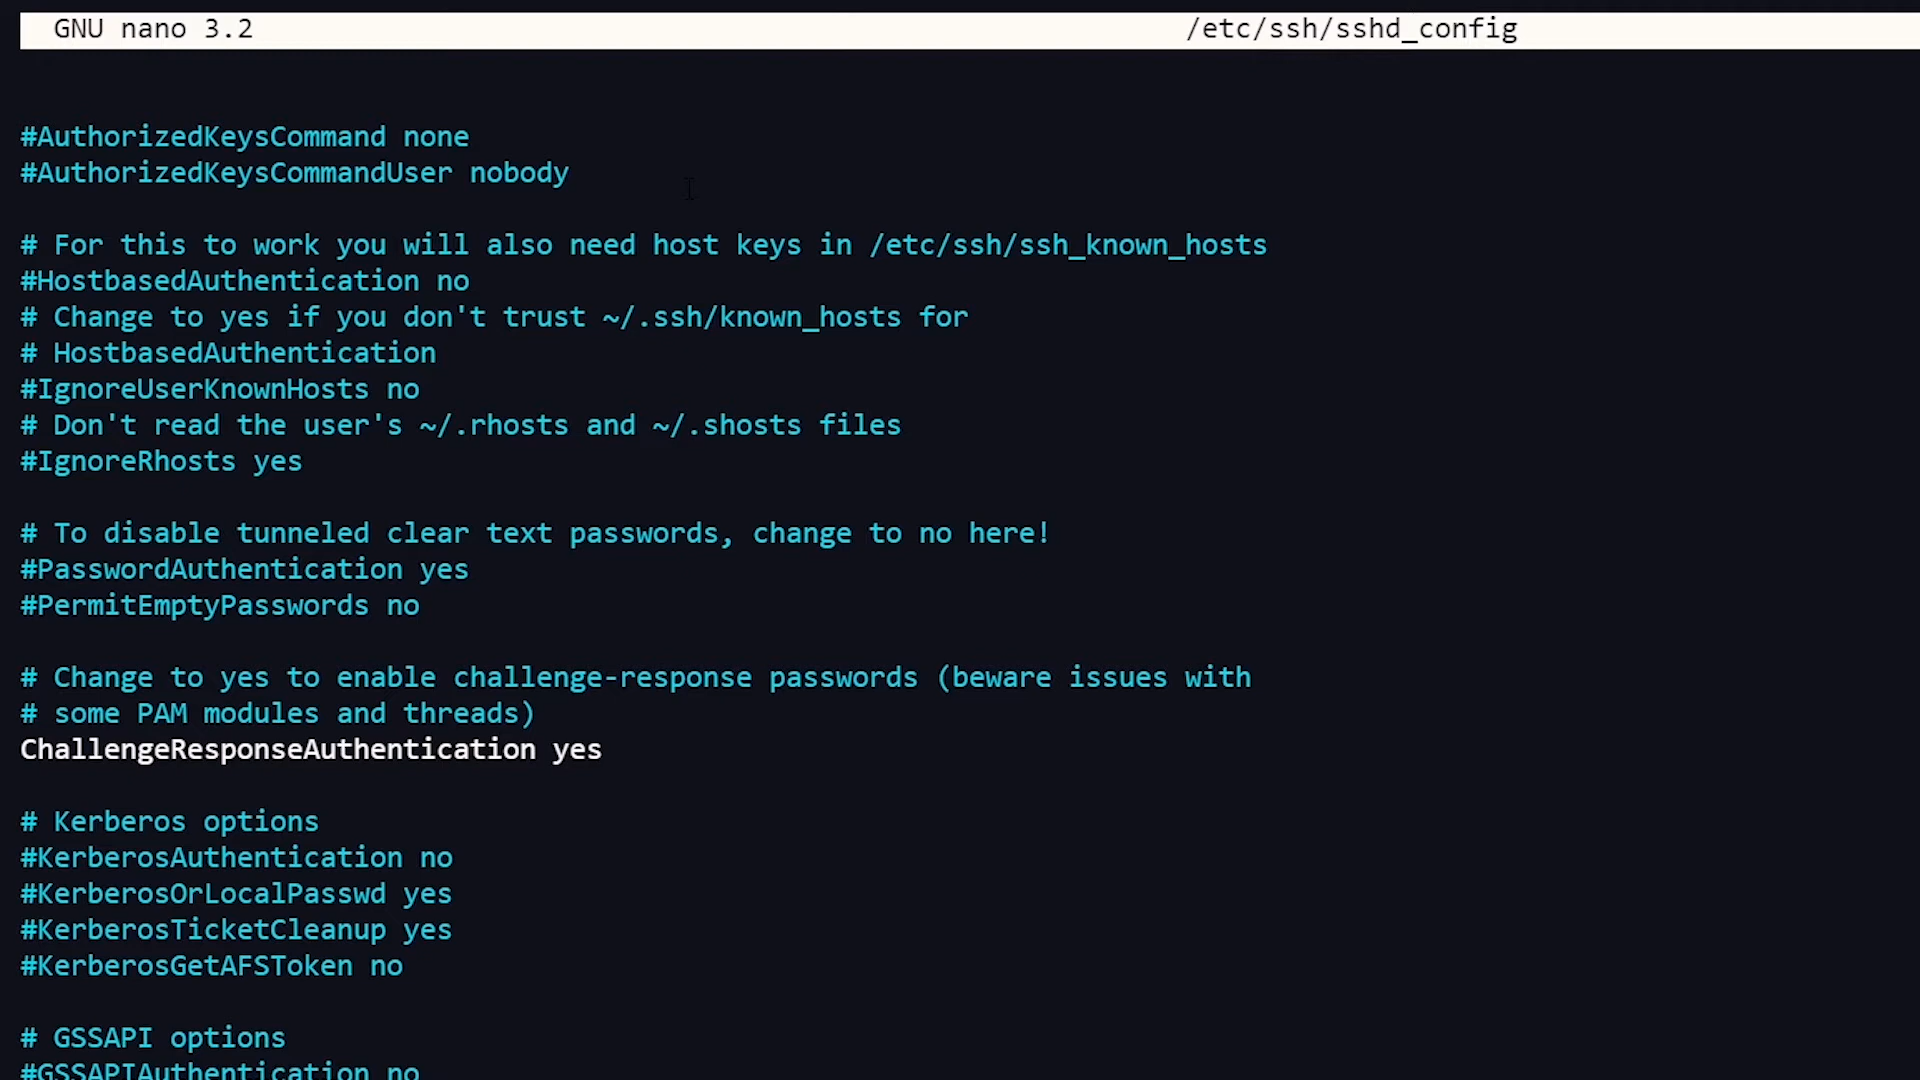 GNU nano 3.2 /etc/ssh/sshd_config
#AuthorizedKeysCommand none
#AuthorizedKeysCommandUser nobody
# For this to work you will also need host keys in /etc/ssh/ssh_known_hosts
#HostbasedAuthentication no
# Change to yes if you don't trust ~/.ssh/known_hosts for
# HostbasedAuthentication
#IgnoreUserKnownHosts no
# Don't read the user's ~/.rhosts and ~/.shosts files
#IgnoreRhosts yes
# To disable tunneled clear text passwords, change to no here!
#PasswordAuthentication yes
#PermitEmptyPasswords no
# Change to yes to enable challenge-response passwords (beware issues with
# some PAM modules and threads)
ChallengeResponseAuthentication yes
# Kerberos options
#KerberosAuthentication no
#KerberosOrLocalPasswd yes
#KerberosTicketCleanup yes
#KerberosGetAFSToken no
# GSSAPI options
#GSSAPIAuthentication no